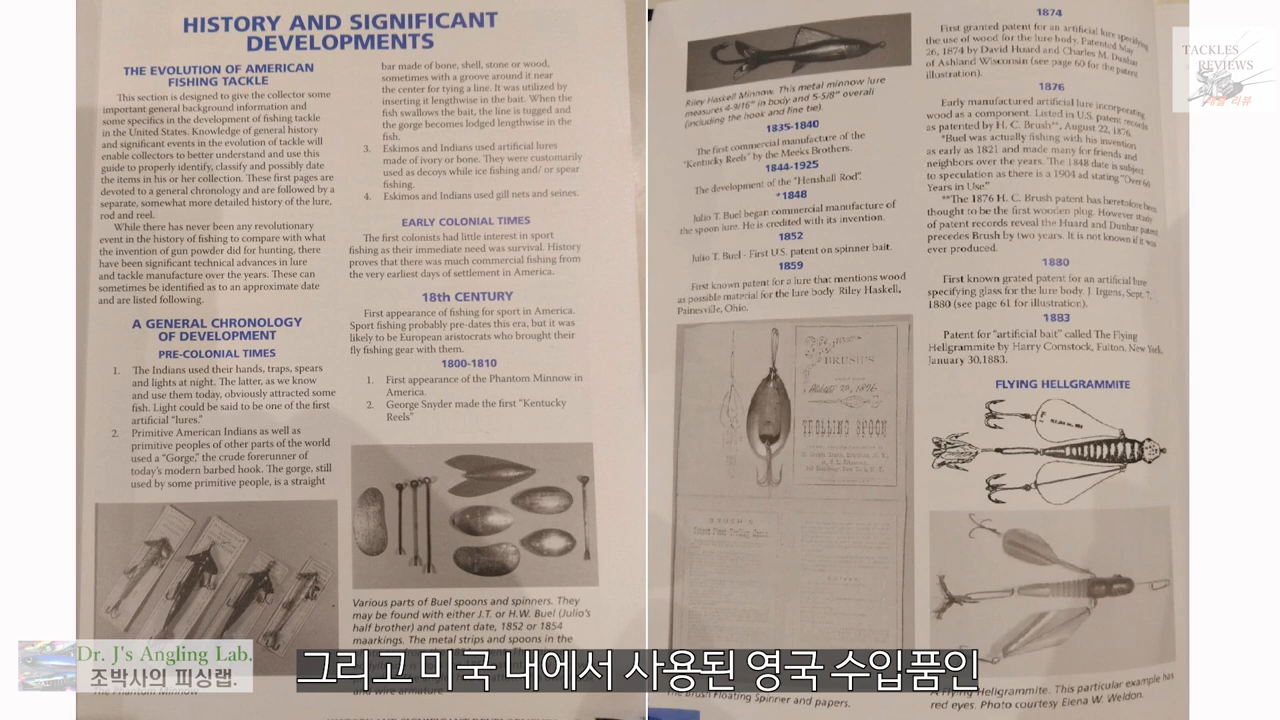 HISTORY AND SIGNIFICANT
DEVELOPMENTS
THE EVOLUTION OF AMERICAN
FISHING TACKLE
This section is designed to give the collector some
important general background information and
some specifics in the development of fishing tackle
in the United States. Knowledge of general history
and significant events in the evolution of tackle will
enable collectors to better understand and use this
guide to properly identify, classify and possibly date
the items in his or her collection. These first pages are
devoted to a general chronology and are followed by a
separate, somewhat more detailed history of the lure,
rod and reel.
While there has never been any revolutionary
event in the history of fishing to compare with what
the invention of gun powder did for hunting, there
have been significant technical advances in lure
and tackle manufacture over the years. These can
sometimes be identified as to an approximate date
and are listed following.
A GENERAL CHRONOLOGY
OF DEVELOPMENT
PRE-COLONIAL TIMES
1. The Indians used their hands, traps, spears
and lights at night. The latter, as we know
and use them today, obviously attracted some
fish. Light could be said to be one of the first
artificial "lures."
2. Primitive American Indians as well as
primitive peoples of other parts of the world
used a "Gorge," the crude forerunner of
today's modern barbed hook. The gorge, still
used by some primitive people, is a straight
bar made of bone, shell, stone or wood,
sometimes with a groove around it near
the center for tying a line. It was utilized by
inserting it lengthwise in the bait. When the
fish swallows the bait, the line is tugged and
the gorge becomes lodged lengthwise in the
fish.
3. Eskimos and Indians used artificial lures
made of ivory or bone. They were customarily
used as decoys while ice fishing and/ or spear
fishing.
4. Eskimos and Indians used gill nets and seines.
EARLY COLONIAL TIMES
The first colonists had little interest in sport
fishing as their immediate need was survival. History
proves that there was much commercial fishing from
the very earliest days of settlement in America.
18th CENTURY
First appearance of fishing for sport in America.
Sport fishing probably pre-dates this era, but it was
likely to be European aristocrats who brought their
fly fishing gear with them.
1800-1810
1. First appearance of the Phantom Minnow in
America.
2. George Snyder made the first "Kentucky
Reels"
Various parts of Buel spoons and spinners. They
may be found with either J.T. or H.W. Buel (Julio's
half brother) and patent date, 1852 or 1854
maarkings. The metal strips and spoons in the
Riley Haskell Minnow. This metal minnow lure
measures 4-9/16" in body and 5-5/8" overall
(including the hook and line tie).
1835-1840
The first commercial manufacture of the
"Kentucky Reels" by the Meeks Brothers.
1844-1925
The development of the "Henshall Rod".
*1848
Julio T. Buel began commercial manufacture of
the spoon lure. He is credited with its invention.
1852
Julio T. Buel - First U.S. patent on spinner bait.
1859
First known patent for a lure that mentions wood
as possible material for the lure body. Riley Haskell,
Painesville, Ohio.
BRUSH'S
TROLLING SPOON
The Brush Floating Spinner and papers.
1874
First granted patent for an artificial lure specifying
the use of wood for the lure body. Patented May
26, 1874 by David Huard and Charles M. Dunbar
of Ashland Wisconsin (see page 60 for the patent
illustration).
1876
Early manufactured artificial lure incorporating
wood as a component. Listed in U.S. patent records
as patented by H. C. Brush**, August 22, 1876.
*Buel was actually fishing with his invention
as early as 1821 and made many for friends and
neighbors over the years. The 1848 date is subject
to speculation as there is a 1904 ad stating "Over 60
Years in Use."
**The 1876 H. C. Brush patent has heretofore been
thought to be the first wooden plug. However study
of patent records reveal the Huard and Dunbar patent
precedes Brush by two years. It is not known if it was
ever produced.
1880
First known grated patent for an artificial lure
specifying glass for the lure body. J. Irgens, Sept. 7,
1880 (see page 61 for illustration).
1883
Patent for "artificial bait" called The Flying
Hellgrammite by Harry Comstock, Fulton, New York,
January 30,1883.
FLYING HELLGRAMMITE
A Flying Hellgrammite. This particular example has
red eyes. Photo courtesy Elena W. Weldon.
TACKLES
REVIEWS
태클 리뷰
Dr. J's Angling Lab.
조박사의 피싱랩.
그리고 미국 내에서 사용된 영국 수입품인